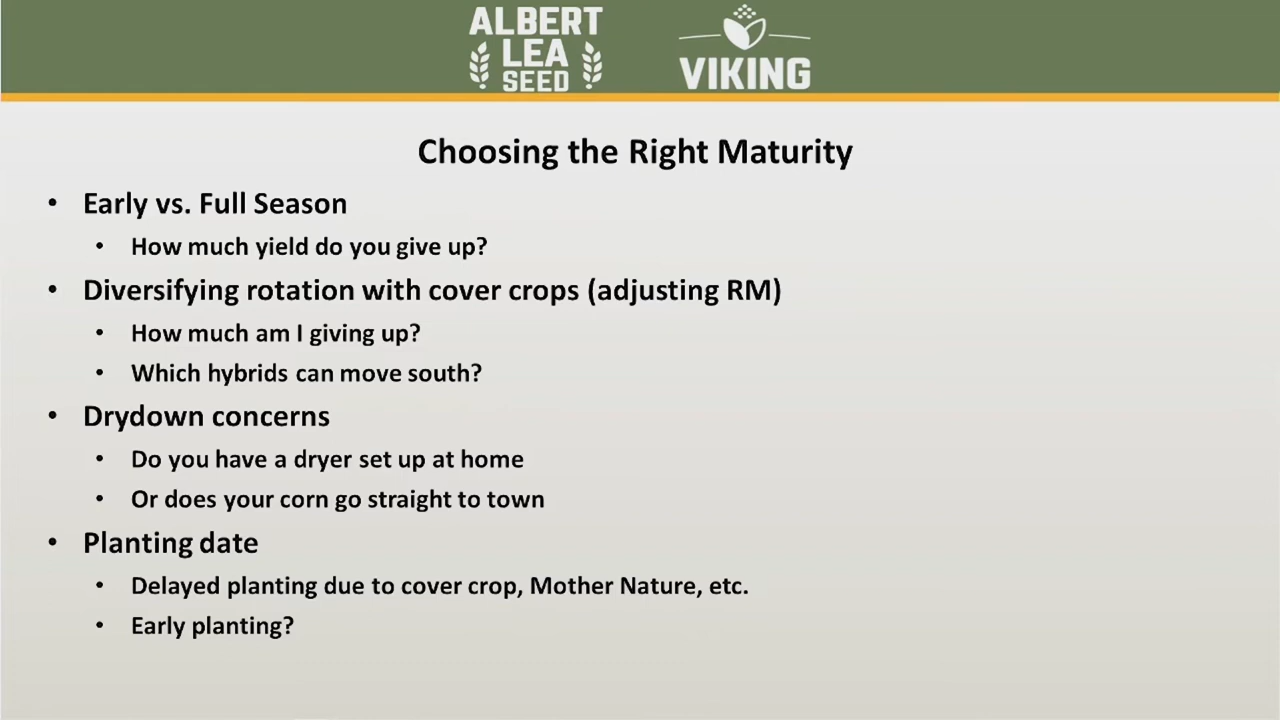 ALBERT
LEA
SEED
VIKING
Choosing the Right Maturity
• Early vs. Full Season
• How much yield do you give up?
• Diversifying rotation with cover crops (adjusting RM)
• How much am I giving up?
• Which hybrids can move south?
• Drydown concerns
• Do you have a dryer set up at home
• Or does your corn go straight to town
• Planting date
• Delayed planting due to cover crop, Mother Nature, etc.
• Early planting?